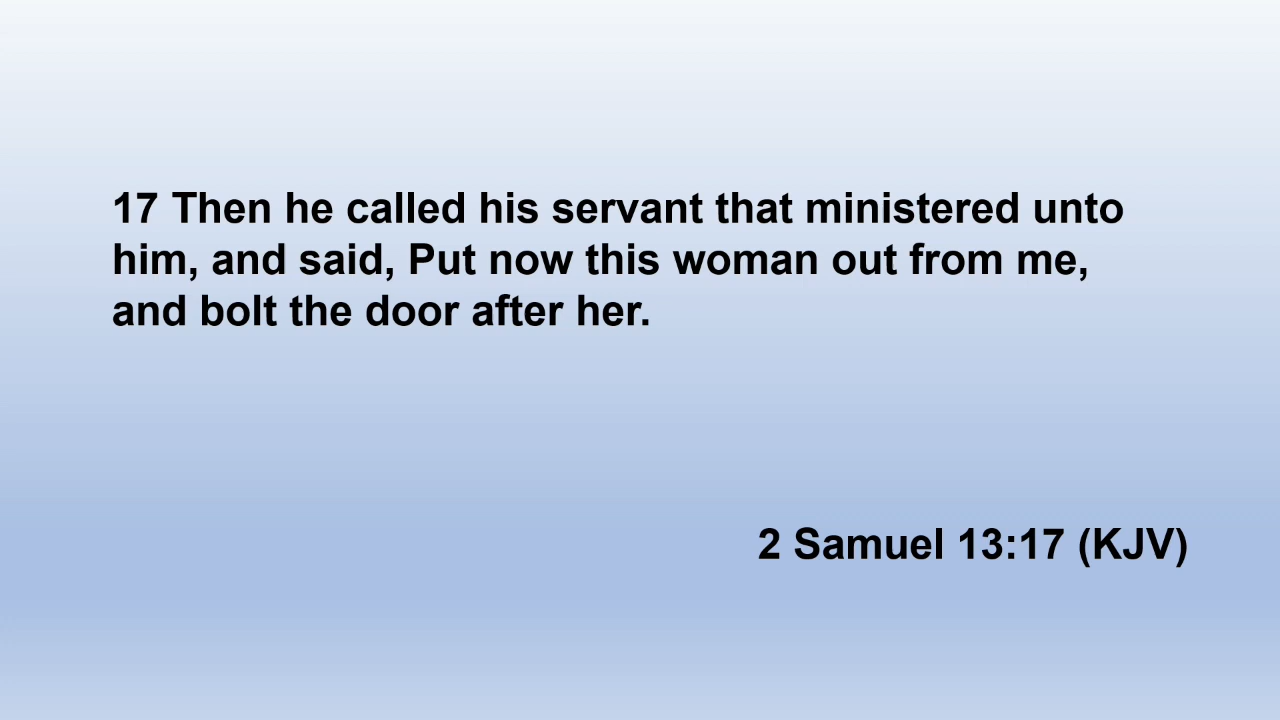 17 Then he called his servant that ministered unto
him, and said, Put now this woman out from me,
and bolt the door after her.
2 Samuel 13:17 (KJV)